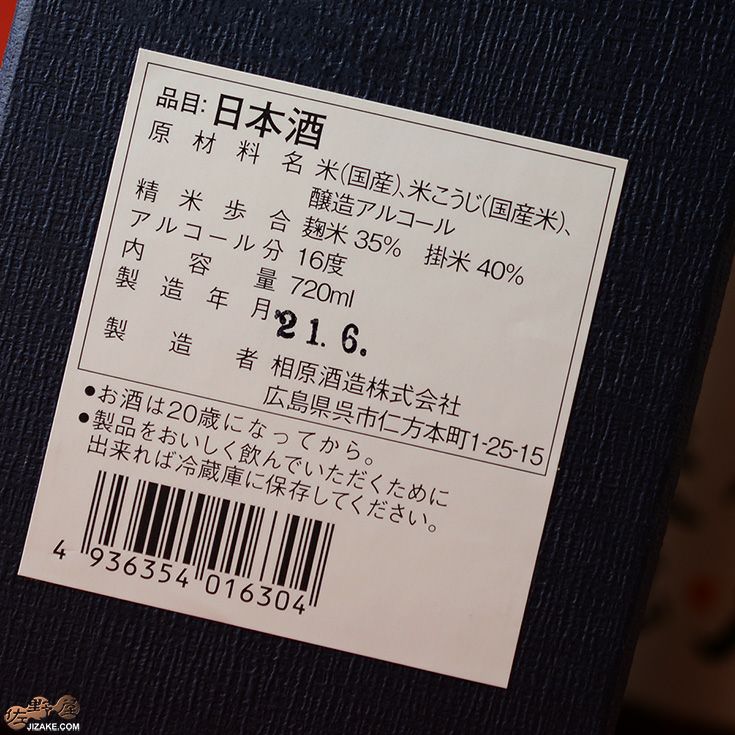 品目:日本酒
原材料名 米(国産)、米こうじ(国産米)、
醸造アルコール
精米歩合 麹米 35% 掛米 40%
アルコール分 16度
内容量 720ml
製造年月 21.6.
製造者 相原酒造株式会社
広島県呉市仁方本町1-25-15
●お酒は20歳になってから。
●製品をおいしく飲んでいただくために
出来れば冷蔵庫に保存してください。
4 936354 016304
佐野屋
JIZAKE.COM